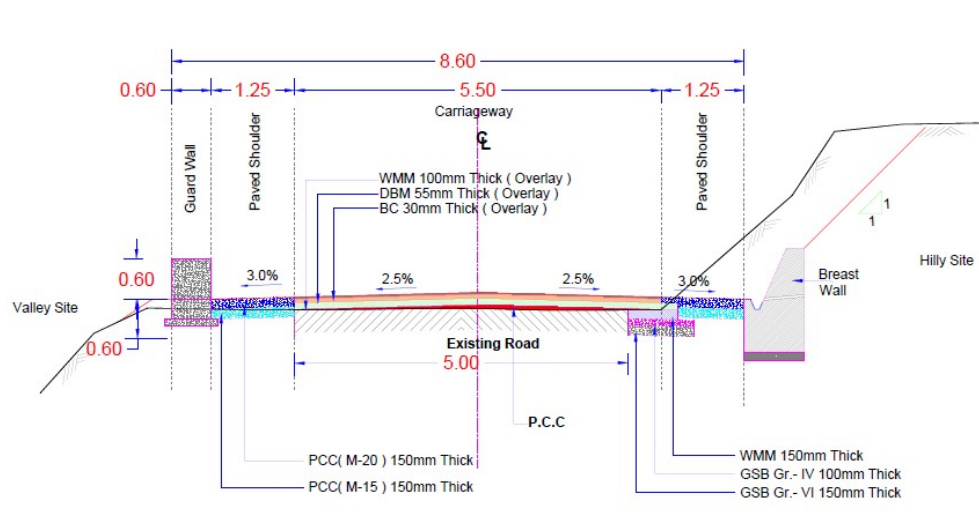 8.60
0.60
1.25
5.50
1.25
Carriageway
℄
Guard Wall
Paved Shoulder
Paved Shoulder
WMM 100mm Thick ( Overlay )
DBM 55mm Thick ( Overlay )
BC 30mm Thick ( Overlay )
1
1
Hilly Site
Breast
Wall
0.60
3.0%
2.5%
2.5%
3.0%
Valley Site
0.60
Existing Road
5.00
P.C.C
PCC( M-20 ) 150mm Thick
PCC( M-15 ) 150mm Thick
WMM 150mm Thick
GSB Gr.- IV 100mm Thick
GSB Gr.- VI 150mm Thick